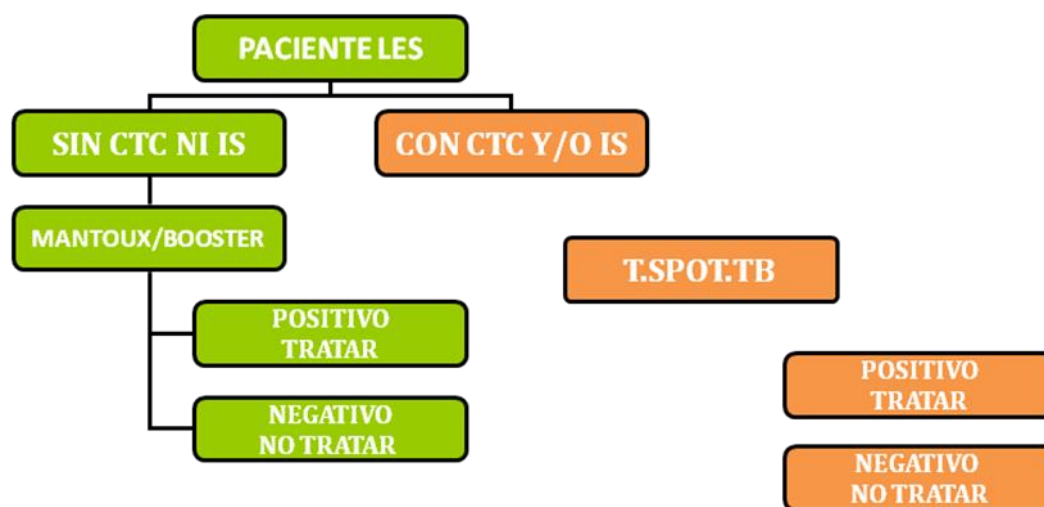 PACIENTE LES
SIN CTC NI IS
CON CTC Y/O IS
MANTOUX/BOOSTER
T.SPOT.TB
POSITIVO
TRATAR
NEGATIVO
NO TRATAR
POSITIVO
TRATAR
NEGATIVO
NO TRATAR